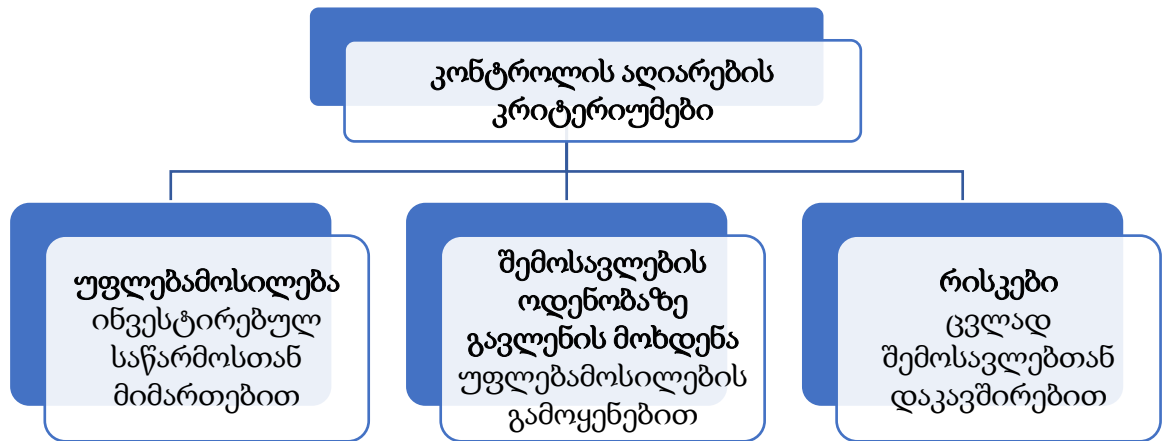 კონტროლის აღიარების
კრიტერიუმები
უფლებამოსილება
ინვესტირებულ
საწარმოსთან
მიმართებით
შემოსავლების
ოდენობაზე
გავლენის მოხდენა
უფლებამოსილების
გამოყენებით
რისკები
ცვლად
შემოსავლებთან
დაკავშირებით